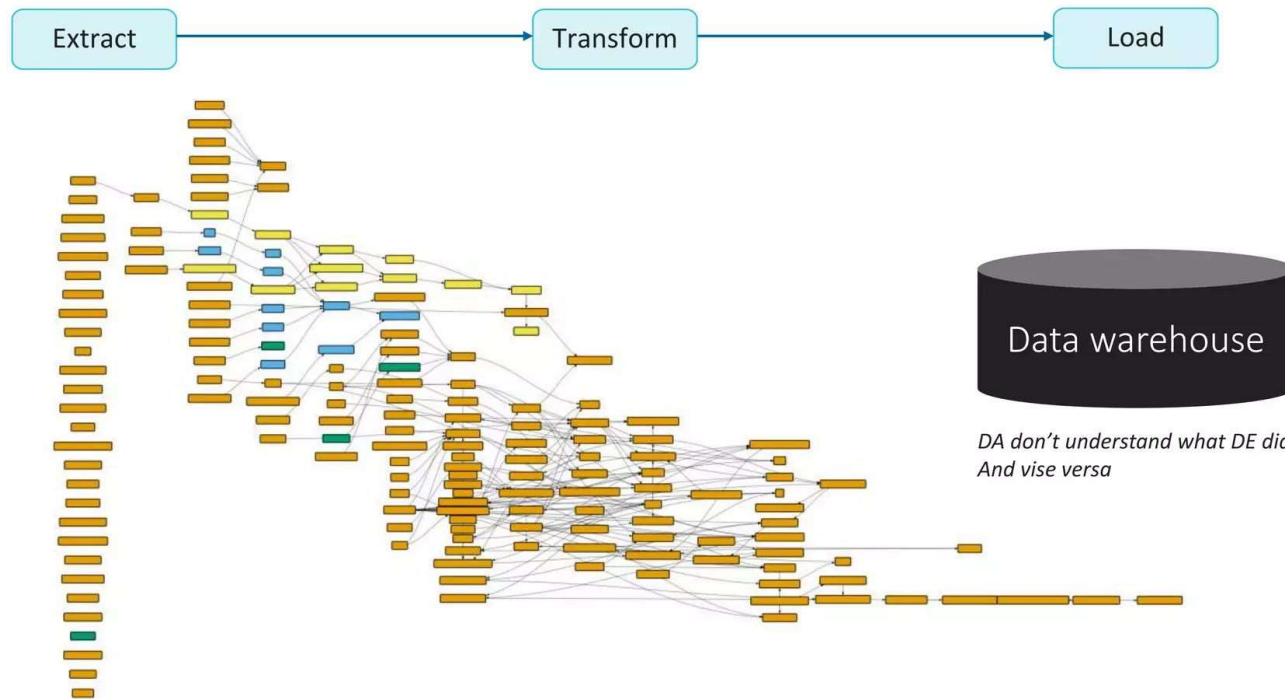 Extract
Transform
Load
Data warehouse
DA don’t understand what DE did
And vise versa